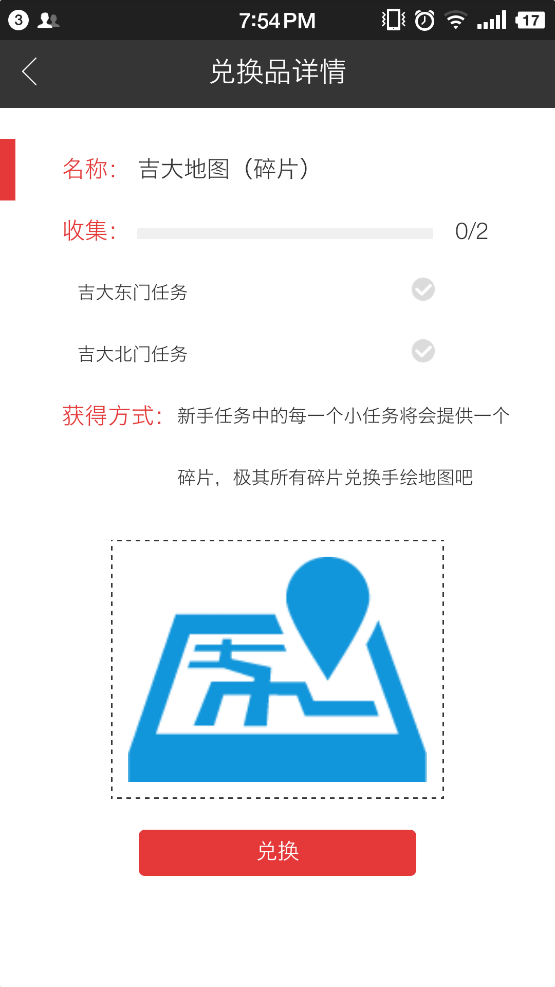 3
7:54PM
17
兑换品详情
名称： 吉大地图（碎片）
收集： 0/2
吉大东门任务
吉大北门任务
获得方式：新手任务中的每一个小任务将会提供一个
碎片，极其所有碎片兑换手绘地图吧
兑换